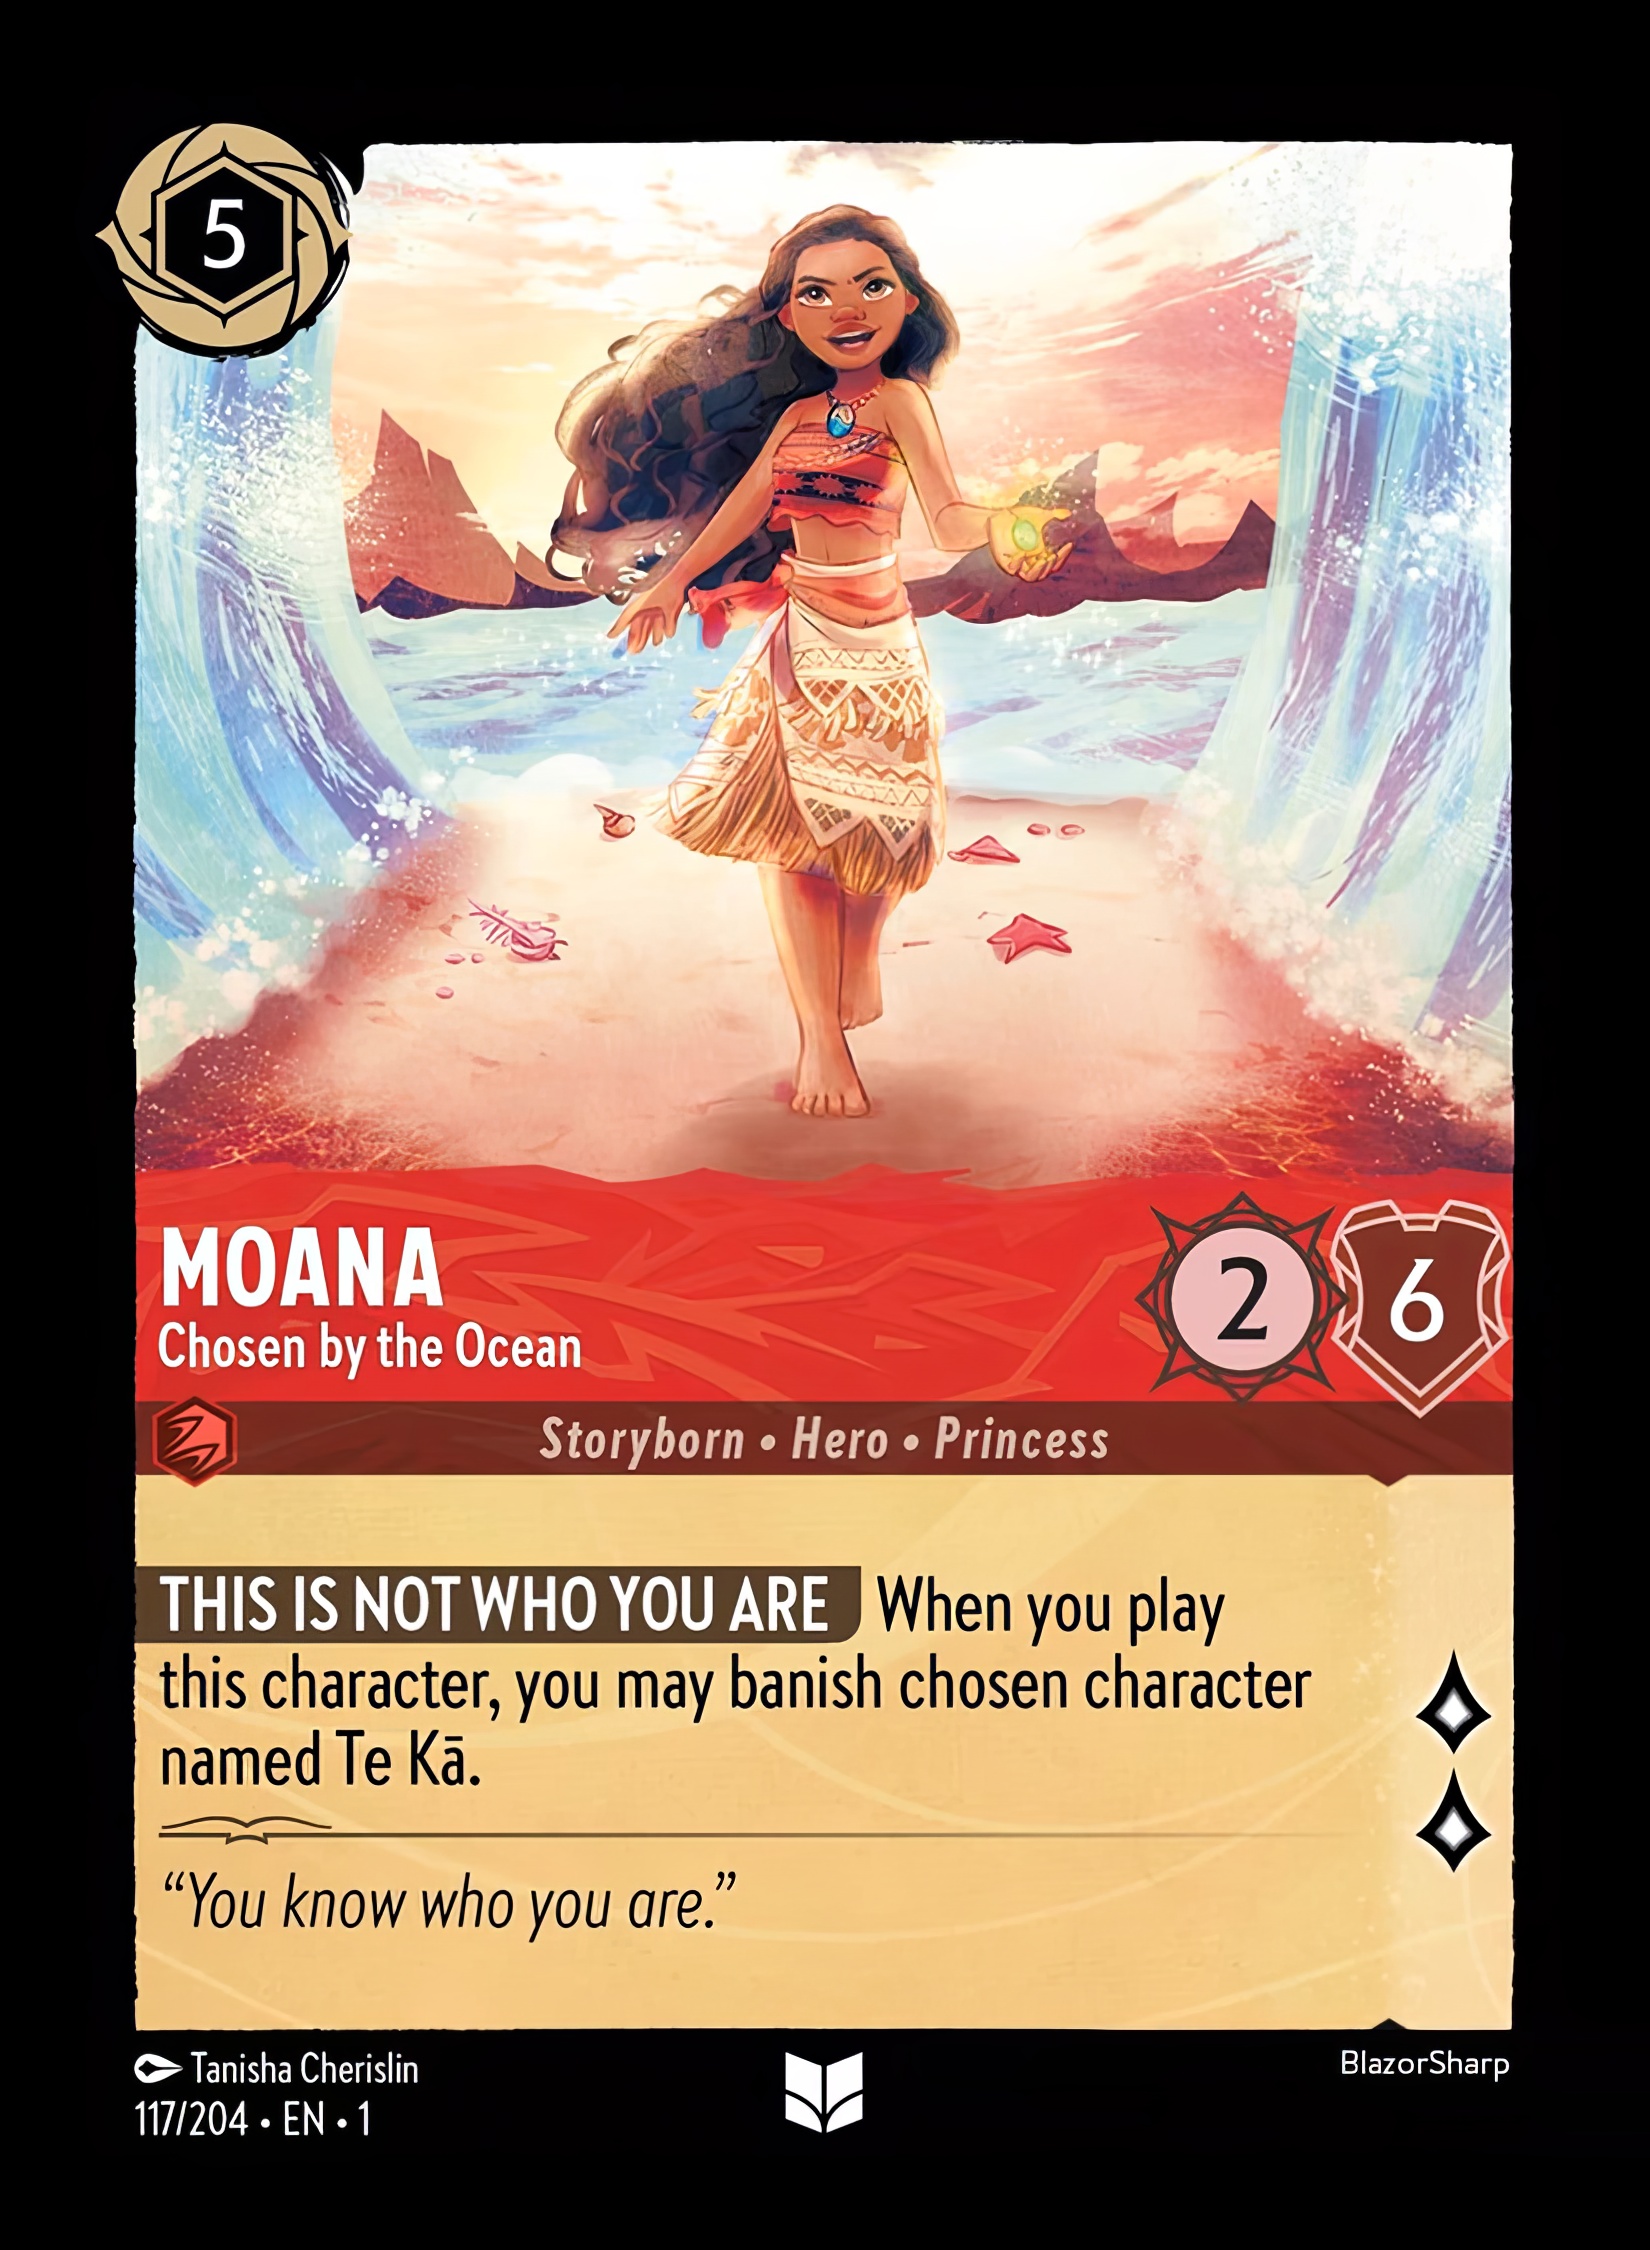 5
MOANA
Chosen by the Ocean
2
6
Storyborn • Hero • Princess
THIS IS NOT WHO YOU ARE When you play
this character, you may banish chosen character
named Te Kā.
“You know who you are.”
Tanisha Cherislin
BlazorSharp
117/204 • EN • 1